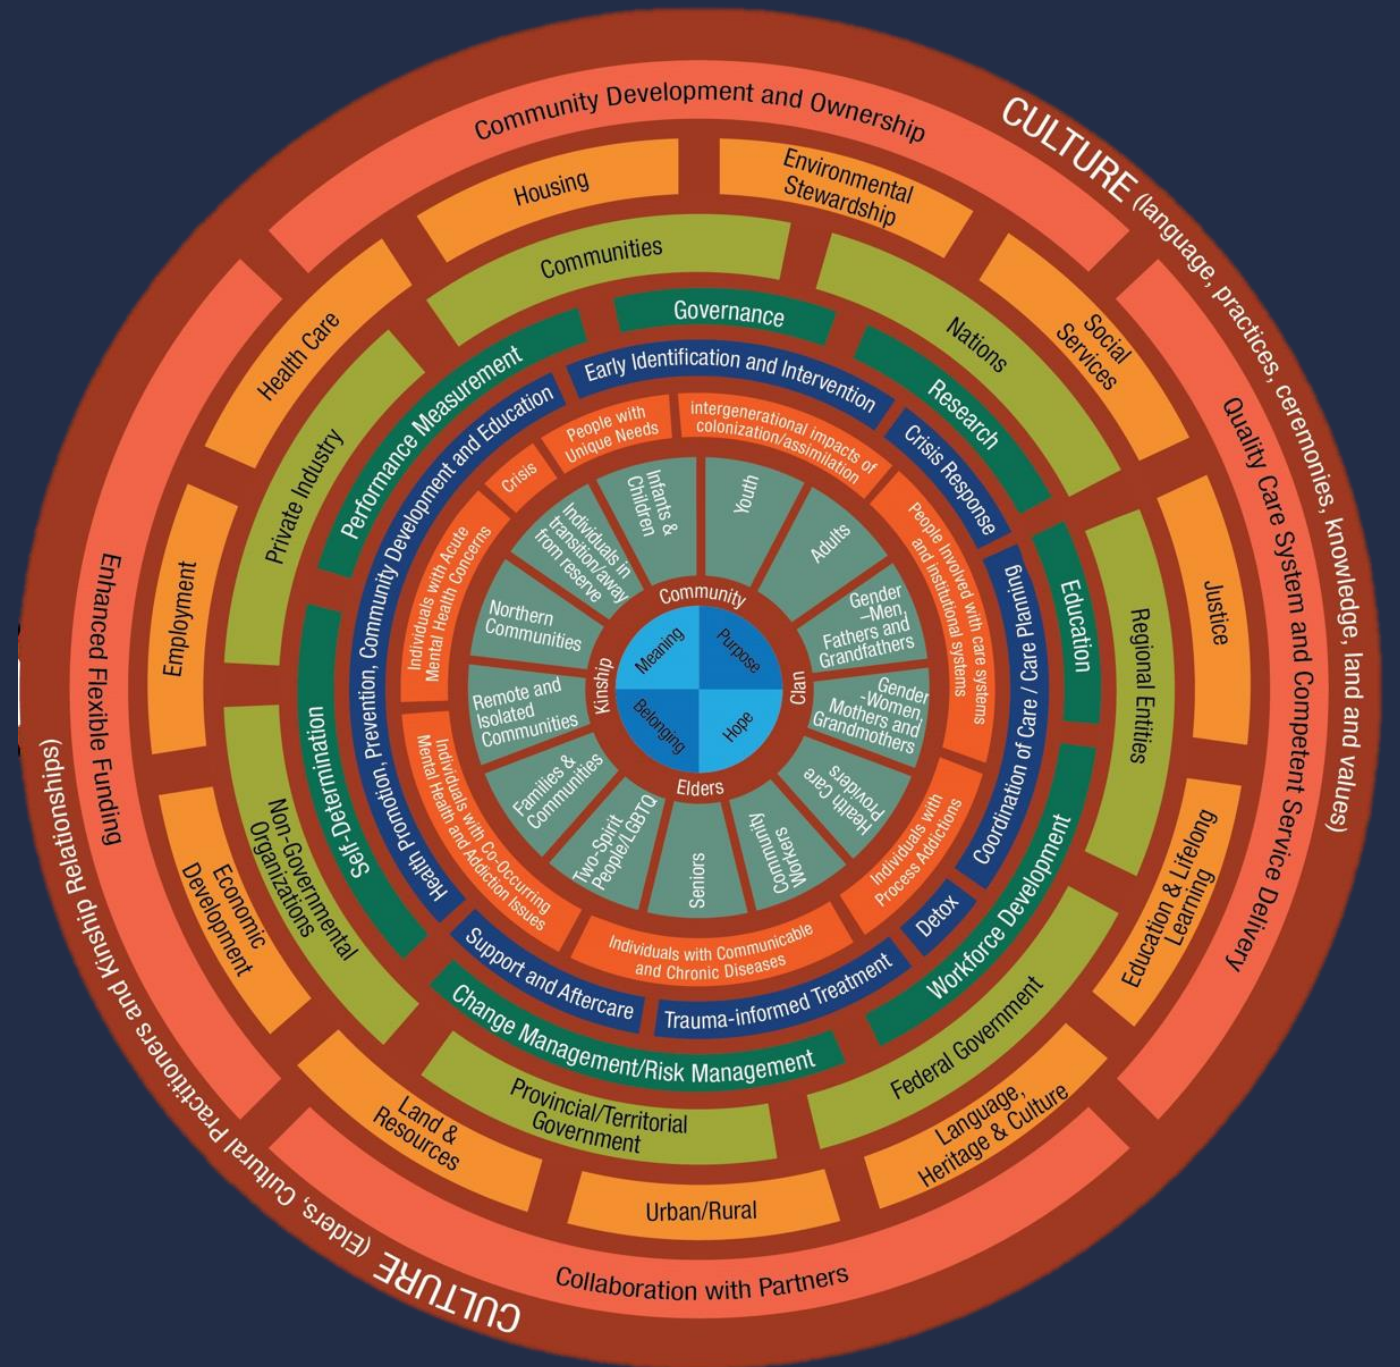 CULTURE (language, practices, ceremonies, knowledge, land and values)
CULTURE (Elders, Cultural Practitioners and Kinship Relationships)
Community Development and Ownership
Quality Care System and Competent Service Delivery
Collaboration with Partners
Enhanced Flexible Funding
Housing
Environmental
Stewardship
Social
Services
Justice
Education & Lifelong
Learning
Language,
Heritage & Culture
Urban/Rural
Land &
Resources
Economic
Development
Employment
Health Care
Communities
Nations
Regional Entities
Federal Government
Provincial/Territorial
Government
Non-Governmental
Organizations
Private Industry
Governance
Research
Education
Workforce Development
Change Management/Risk Management
Self-Determination
Performance Measurement
Early Identification and Intervention
Crisis Response
Coordination of Care / Care Planning
Detox
Trauma-informed Treatment
Support and Aftercare
Health Promotion, Prevention, Community Development and Education
People with
Unique Needs
intergenerational impacts of
colonization/assimilation
People Involved with care systems
and institutional systems
Individuals with
Process Addictions
Individuals with Communicable
and Chronic Diseases
Individuals with Co-Occurring
Mental Health and Addiction Issues
Individuals with Acute
Mental Health Concerns
Crisis
Infants &
Children
Youth
Adults
Gender
–Men,
Fathers and
Grandfathers
Gender
-Women,
Mothers and
Grandmothers
Health Care
Providers
Community
Workers
Seniors
Two-Spirit
People/LGBTQ
Families &
Communities
Remote and
Isolated
Communities
Northern
Communities
Individuals in
transition/away
from reserve
Community
Clan
Elders
Kinship
Meaning
Purpose
Hope
Belonging